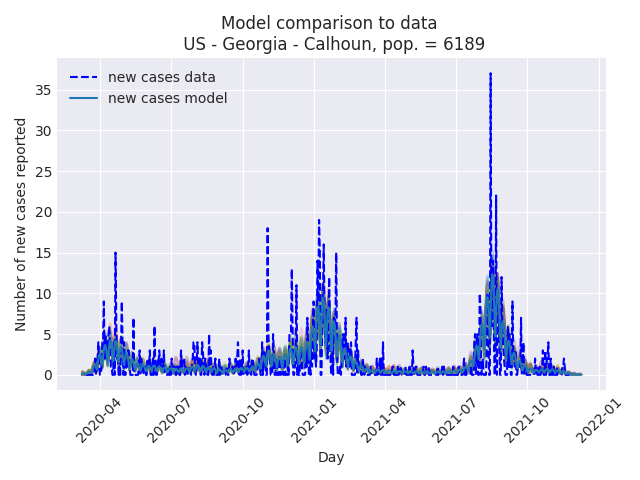 Model comparison to data
US - Georgia - Calhoun, pop. = 6189
new cases data
new cases model
Number of new cases reported
35
30
25
20
15
10
5
0
2020-04
2020-07
2020-10
2021-01
2021-04
2021-07
2021-10
2022-01
Day